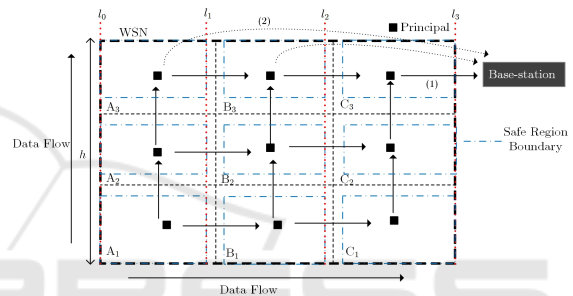 l0 l1 l2 l3
WSN (2) Principal
(1) Base-station
A3 B3 C3
Data Flow h
Safe Region
Boundary
A2 B2 C2
A1 B1 C1
Data Flow